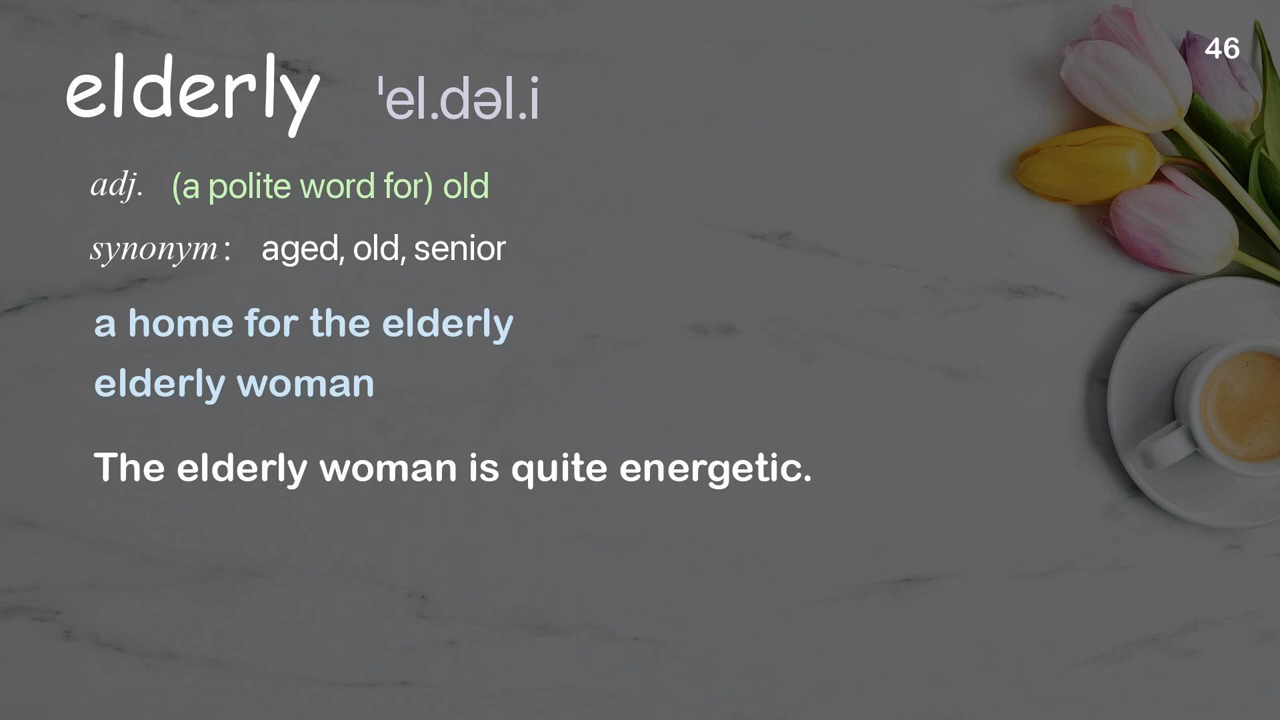 46
elderly ˈel.dəl.i
adj. (a polite word for) old
synonym: aged, old, senior
a home for the elderly
elderly woman
The elderly woman is quite energetic.